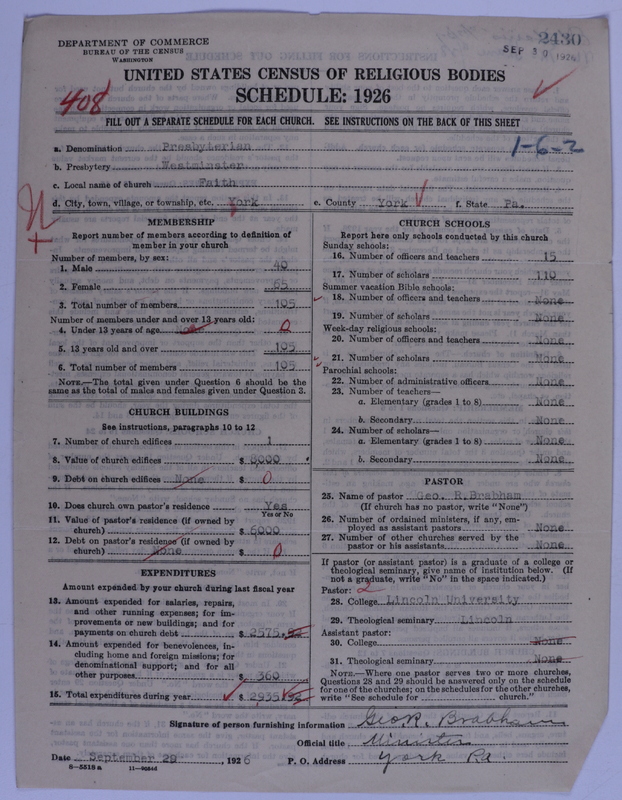 2430
SEP 30 1926
DEPARTMENT OF COMMERCE
BUREAU OF THE CENSUS
WASHINGTON
UNITED STATES CENSUS OF RELIGIOUS BODIES
SCHEDULE: 1926
408
FILL OUT A SEPARATE SCHEDULE FOR EACH CHURCH. SEE INSTRUCTIONS ON THE BACK OF THIS SHEET
1-6-2
a. Denomination Presbyterian
b. Presbytery Westminster
c. Local name of church Faith
d. City, town, village, or township, etc. York e. County York f. State Pa.
MEMBERSHIP
Report number of members according to definition of
member in your church
Number of members, by sex:
1. Male 40
2. Female 65
3. Total number of members 105
Number of members under and over 13 years old:
4. Under 13 years of age 0
5. 13 years old and over 105
6. Total number of members 105
NOTE.—The total given under Question 6 should be the
same as the total of males and females given under Question 3.
CHURCH BUILDINGS
See instructions, paragraphs 10 to 12
7. Number of church edifices 1
8. Value of church edifices $ 8000
9. Debt on church edifices None $ 0
10. Does church own pastor's residence Yes
Yes or No
11. Value of pastor's residence (if owned by
church) $ 6000
12. Debt on pastor's residence (if owned by
church) None $ 0
EXPENDITURES
Amount expended by your church during last fiscal year
13. Amount expended for salaries, repairs,
and other running expenses; for im-
provements or new buildings; and for
payments on church debt $ 2575.
14. Amount expended for benevolences, in-
cluding home and foreign missions; for
denominational support; and for all
other purposes $ 360
15. Total expenditures during year $ 2935
CHURCH SCHOOLS
Report here only schools conducted by this church
Sunday schools:
16. Number of officers and teachers 15
17. Number of scholars 110
Summer vacation Bible schools:
18. Number of officers and teachers None
19. Number of scholars None
Week-day religious schools:
20. Number of officers and teachers None
21. Number of scholars None
Parochial schools:
22. Number of administrative officers None
23. Number of teachers—
a. Elementary (grades 1 to 8) None
b. Secondary None
24. Number of scholars—
a. Elementary (grades 1 to 8) None
b. Secondary None
PASTOR
25. Name of pastor Geo. R. Brabham
(If church has no pastor, write "None")
26. Number of ordained ministers, if any, em-
ployed as assistant pastors None
27. Number of other churches served by the
pastor or his assistants None
If pastor (or assistant pastor) is a graduate of a college or
theological seminary, give name of institution below. (If
not a graduate, write "No" in the space indicated.)
Pastor: 2
28. College Lincoln University
29. Theological seminary Lincoln
Assistant pastor:
30. College None
31. Theological seminary None
NOTE.—Where one pastor serves two or more churches,
Questions 28 and 29 should be answered only on the schedule
for one of the churches; on the schedules for the other churches,
write "See schedule for church."
Signature of person furnishing information Geo R. Brabham
Official title Minister
Date September 29, 1926 P. O. Address York Pa.
8—5518a 11—90844